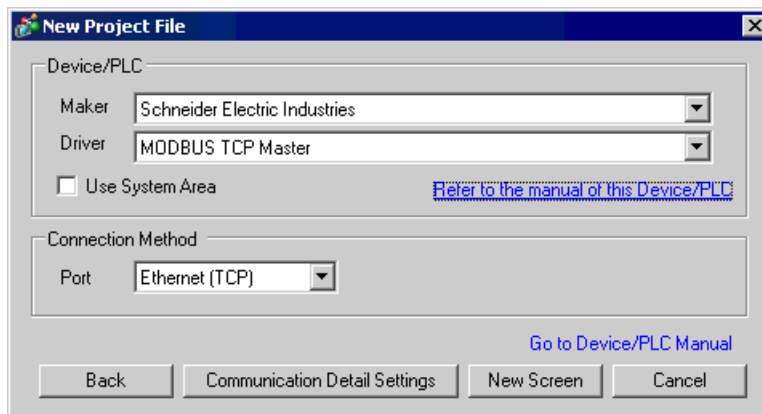 New Project File
Device/PLC
Maker Schneider Electric Industries
Driver MODBUS TCP Master
Use System Area Refer to the manual of this Device/PLC
Connection Method
Port Ethernet (TCP)
Go to Device/PLC Manual
Back Communication Detail Settings New Screen Cancel